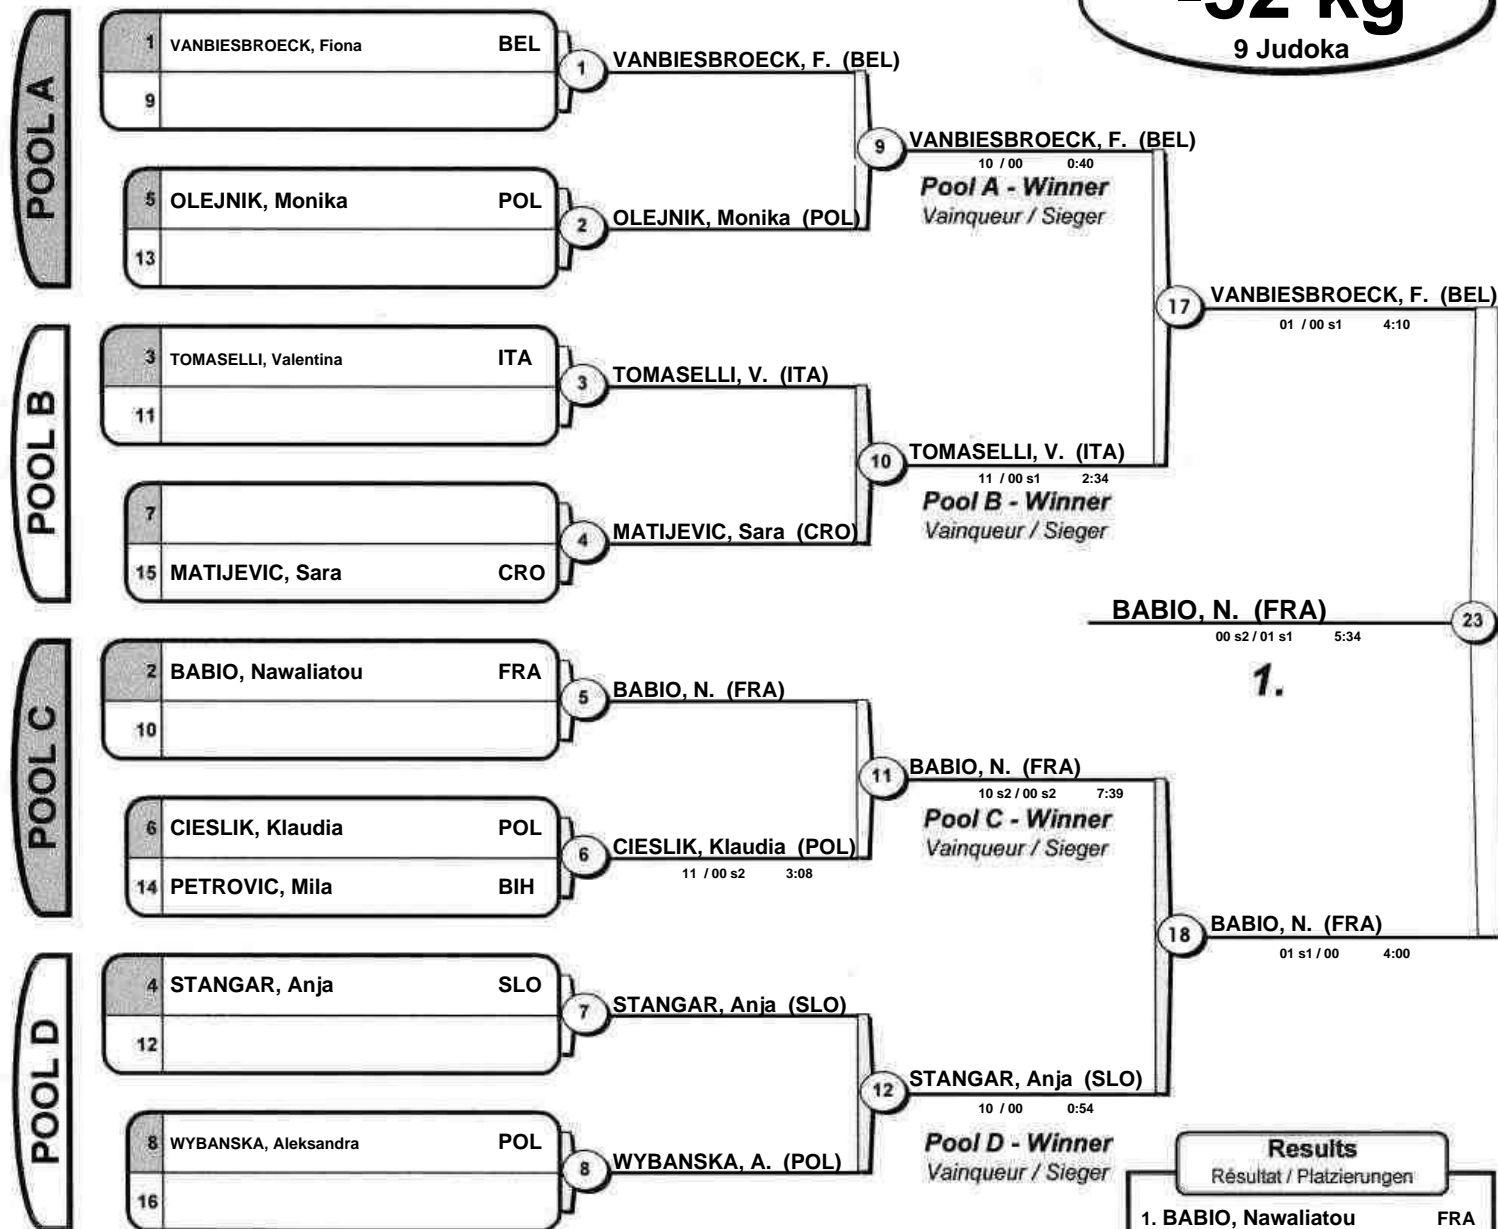 -52 kg
9 Judoka
POOL A
1 VANBIESBROECK, Fiona BEL
9
1 VANBIESBROECK, F. (BEL)
5 OLEJNIK, Monika POL
13
2 OLEJNIK, Monika (POL)
9 VANBIESBROECK, F. (BEL)
10 / 00 0:40
Pool A - Winner
Vainqueur / Sieger
17 VANBIESBROECK, F. (BEL)
01 / 00 s1 4:10
POOL B
3 TOMASELLI, Valentina ITA
11
3 TOMASELLI, V. (ITA)
7
15 MATIJEVIC, Sara CRO
4 MATIJEVIC, Sara (CRO)
10 TOMASELLI, V. (ITA)
11 / 00 s1 2:34
Pool B - Winner
Vainqueur / Sieger
BABIO, N. (FRA) 23
00 s2 / 01 s1 5:34
1.
POOL C
2 BABIO, Nawaliatou FRA
10
5 BABIO, N. (FRA)
6 CIESLIK, Klaudia POL
14 PETROVIC, Mila BIH
6 CIESLIK, Klaudia (POL)
11 / 00 s2 3:08
11 BABIO, N. (FRA)
10 s2 / 00 s2 7:39
Pool C - Winner
Vainqueur / Sieger
18 BABIO, N. (FRA)
01 s1 / 00 4:00
POOL D
4 STANGAR, Anja SLO
12
7 STANGAR, Anja (SLO)
8 WYBANSKA, Aleksandra POL
16
8 WYBANSKA, A. (POL)
12 STANGAR, Anja (SLO)
10 / 00 0:54
Pool D - Winner
Vainqueur / Sieger
Results
Résultat / Platzierungen
1. BABIO, Nawaliatou FRA